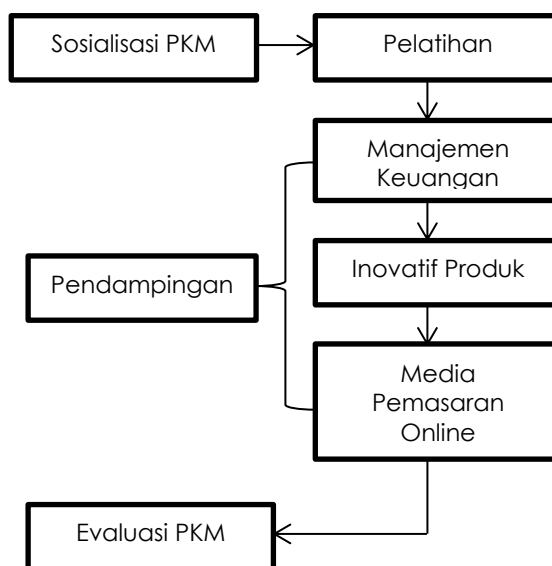 Sosialisasi PKM
Pelatihan
Manajemen
Keuangan
Pendampingan
Inovatif Produk
Media
Pemasaran
Online
Evaluasi PKM